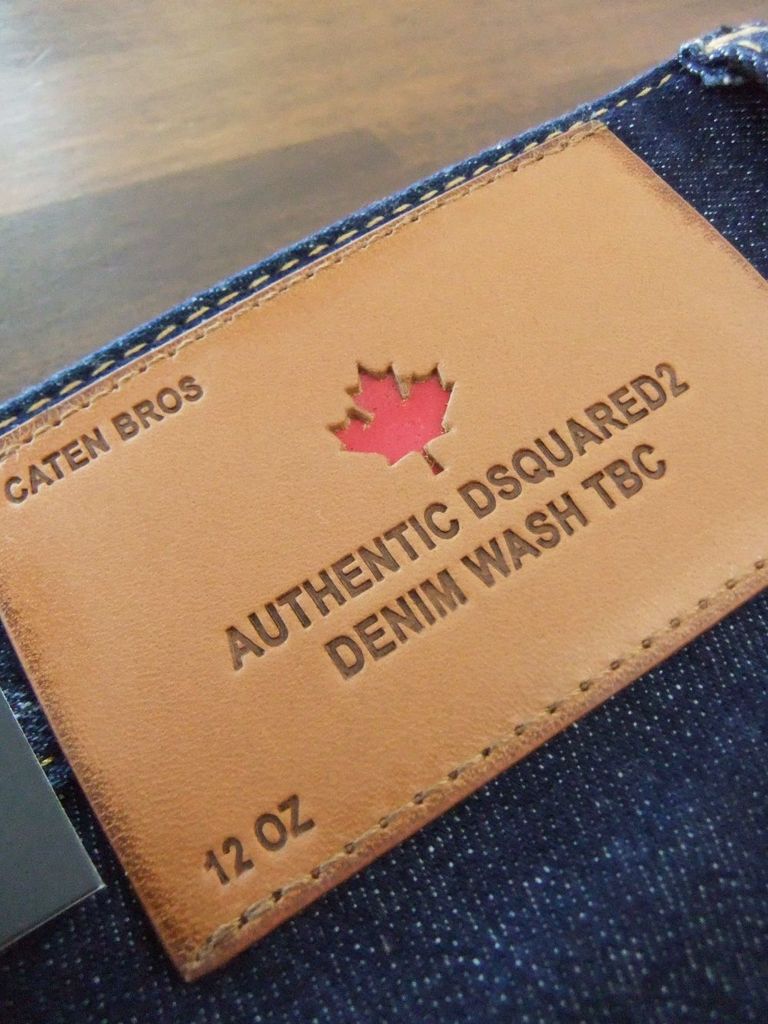 CATEN BROS
AUTHENTIC DSQUARED2
DENIM WASH TBC
12 OZ